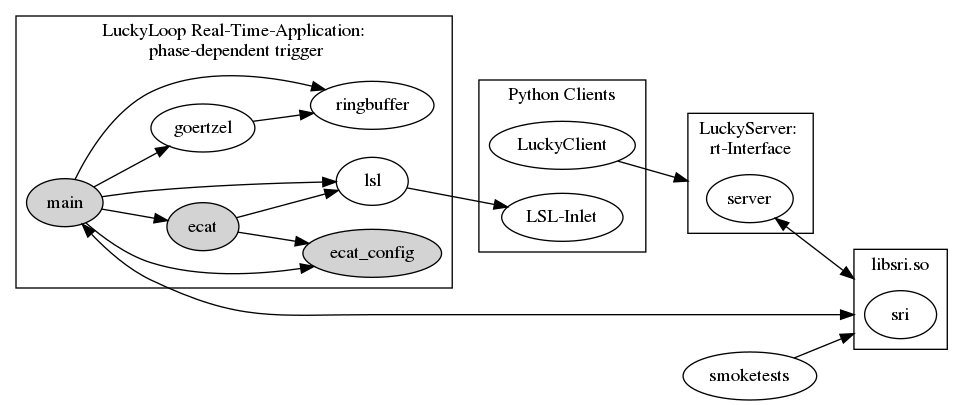 LuckyLoop Real-Time-Application:
phase-dependent trigger
ringbuffer
goertzel
lsl
main
ecat
ecat_config
Python Clients
LuckyClient
LSL-Inlet
LuckyServer:
rt-Interface
server
libsri.so
sri
smoketests